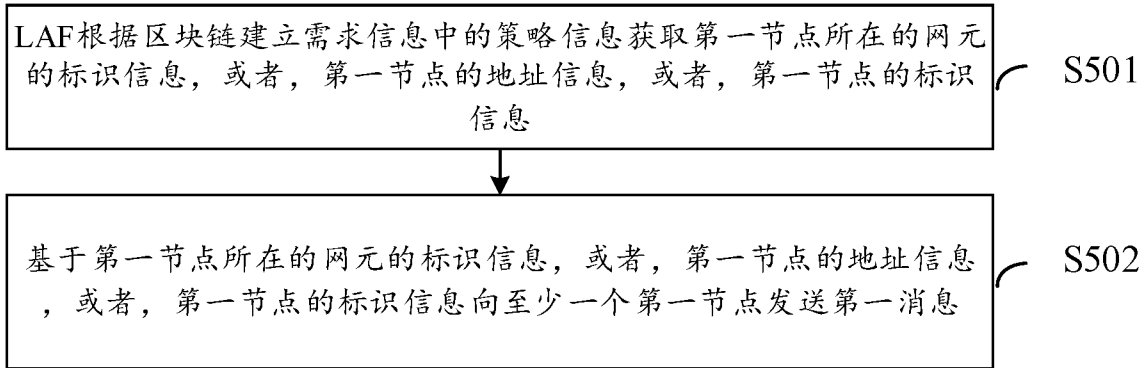 LAF根据区块链建立需求信息中的策略信息获取第一节点所在的网元
的标识信息，或者，第一节点的地址信息，或者，第一节点的标识
信息
S501
基于第一节点所在的网元的标识信息，或者，第一节点的地址信息
，或者，第一节点的标识信息向至少一个第一节点发送第一消息
S502